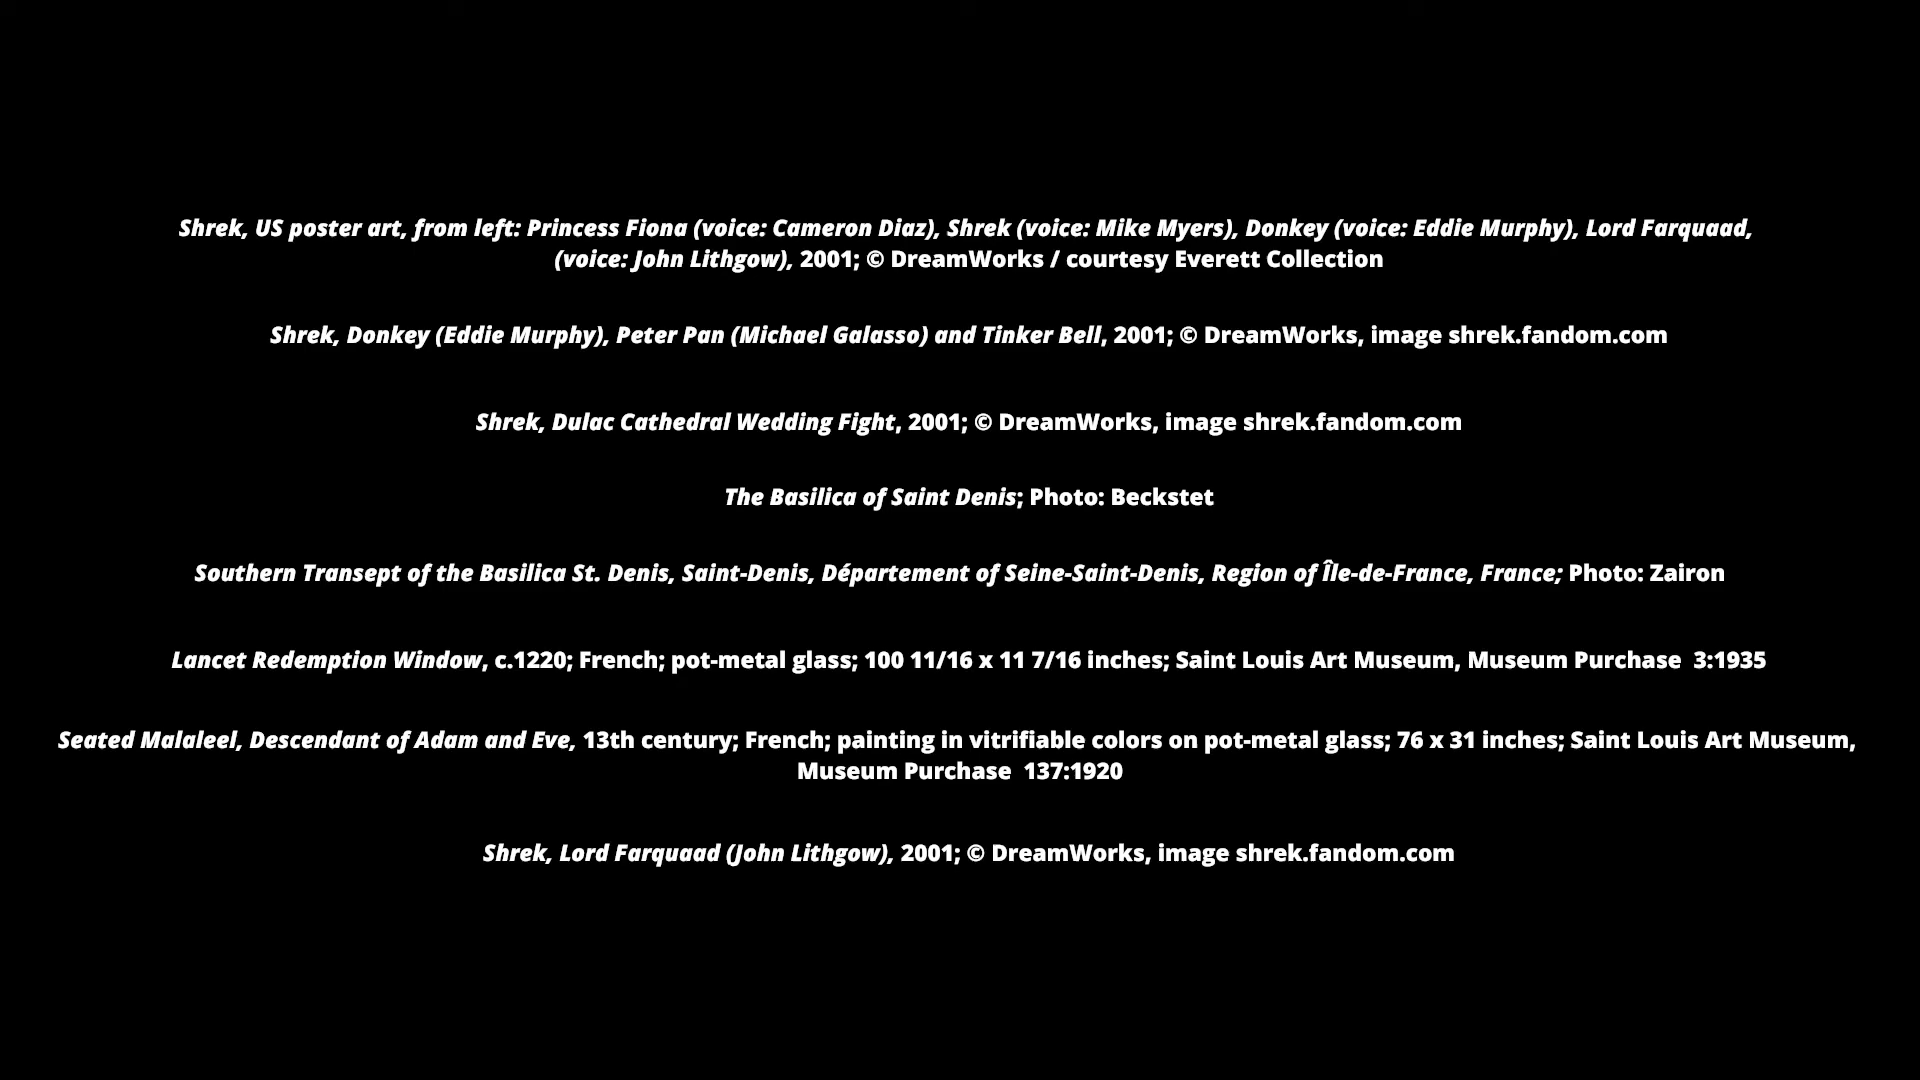 Shrek, US poster art, from left: Princess Fiona (voice: Cameron Diaz), Shrek (voice: Mike Myers), Donkey (voice: Eddie Murphy), Lord Farquaad,
(voice: John Lithgow), 2001; © DreamWorks / courtesy Everett Collection
Shrek, Donkey (Eddie Murphy), Peter Pan (Michael Galasso) and Tinker Bell, 2001; © DreamWorks, image shrek.fandom.com
Shrek, Dulac Cathedral Wedding Fight, 2001; © DreamWorks, image shrek.fandom.com
The Basilica of Saint Denis; Photo: Beckstet
Southern Transept of the Basilica St. Denis, Saint-Denis, Département of Seine-Saint-Denis, Region of Île-de-France, France; Photo: Zairon
Lancet Redemption Window, c.1220; French; pot-metal glass; 100 11/16 x 11 7/16 inches; Saint Louis Art Museum, Museum Purchase  3:1935
Seated Malaleel, Descendant of Adam and Eve, 13th century; French; painting in vitrifiable colors on pot-metal glass; 76 x 31 inches; Saint Louis Art Museum,
Museum Purchase  137:1920
Shrek, Lord Farquaad (John Lithgow), 2001; © DreamWorks, image shrek.fandom.com